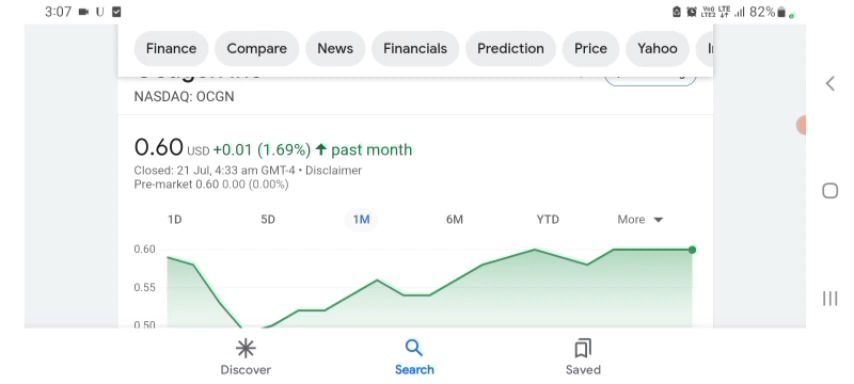 3:07 U 82%
Finance Compare News Financials Prediction Price Yahoo
NASDAQ: OCGN
0.60 USD +0.01 (1.69%) ↑ past month
Closed: 21 Jul, 4:33 am GMT-4 • Disclaimer
Pre-market 0.60 0.00 (0.00%)
1D 5D 1M 6M YTD More
0.60
0.55
0.50
Discover Search Saved